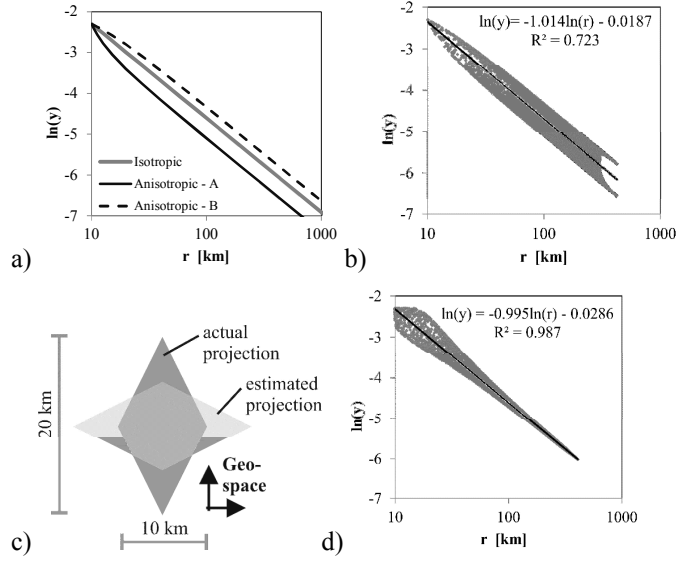 -2
-3
-4
-5
-6
-7
ln(y)
Isotropic
Anisotropic - A
Anisotropic - B
10
100
1000
r [km]
a)
-2
-3
-4
-5
-6
-7
ln(y)
ln(y)= -1.014ln(r) - 0.0187
R² = 0.723
10
100
1000
r [km]
b)
actual
projection
estimated
projection
20 km
Geo-
space
10 km
c)
-2
-3
-4
-5
-6
-7
ln(y)
ln(y) = -0.995ln(r) - 0.0286
R² = 0.987
10
100
1000
r [km]
d)